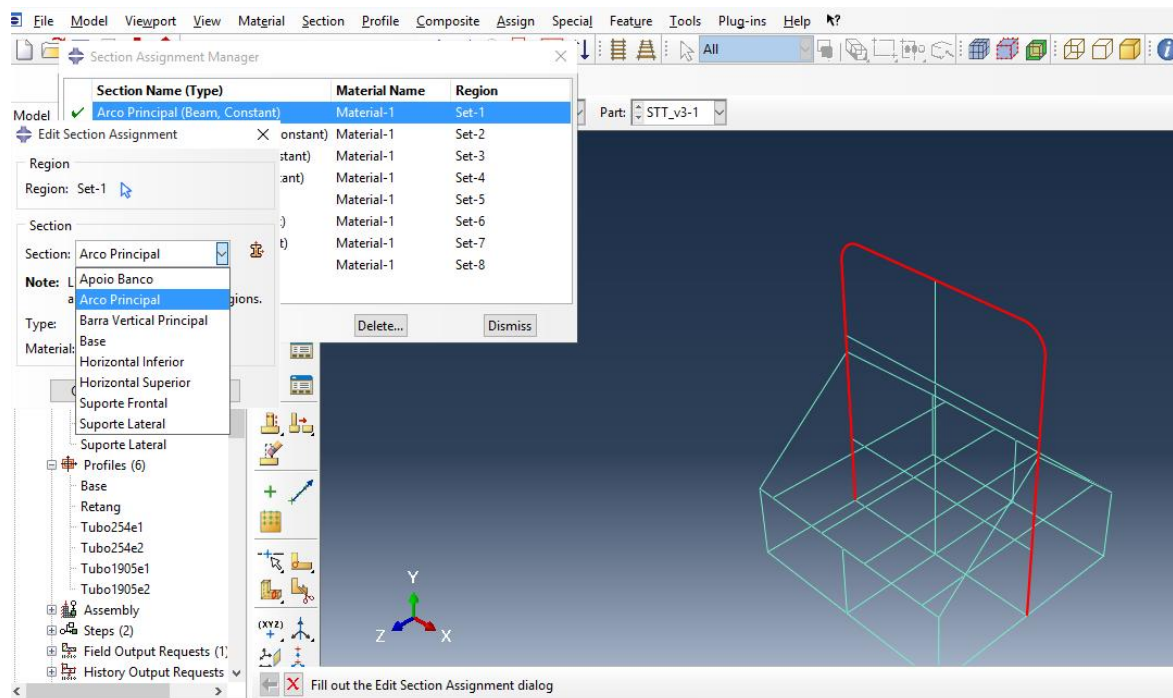 File Model Viewport View Material Section Profile Composite Assign Special Feature Tools Plug-ins Help
Section Assignment Manager
All
Section Name (Type) Material Name Region
Model
Arco Principal (Beam, Constant) Material-1 Set-1
Part: STT_v3-1
Edit Section Assignment
onstant) Material-1 Set-2
stant) Material-1 Set-3
ant) Material-1 Set-4
Material-1 Set-5
) Material-1 Set-6
t) Material-1 Set-7
Material-1 Set-8
Region
Region: Set-1
Section
Section: Arco Principal
Note: L
a
gions.
Type:
Material:
Apoio Banco
Arco Principal
Barra Vertical Principal
Base
Horizontal Inferior
Horizontal Superior
Suporte Frontal
Suporte Lateral
Delete... Dismiss
Suporte Lateral
Profiles (6)
Base
Retang
Tubo254e1
Tubo254e2
Tubo1905e1
Tubo1905e2
Assembly
Steps (2)
Field Output Requests (1)
History Output Requests
(XYZ)
Y
Z X
Fill out the Edit Section Assignment dialog